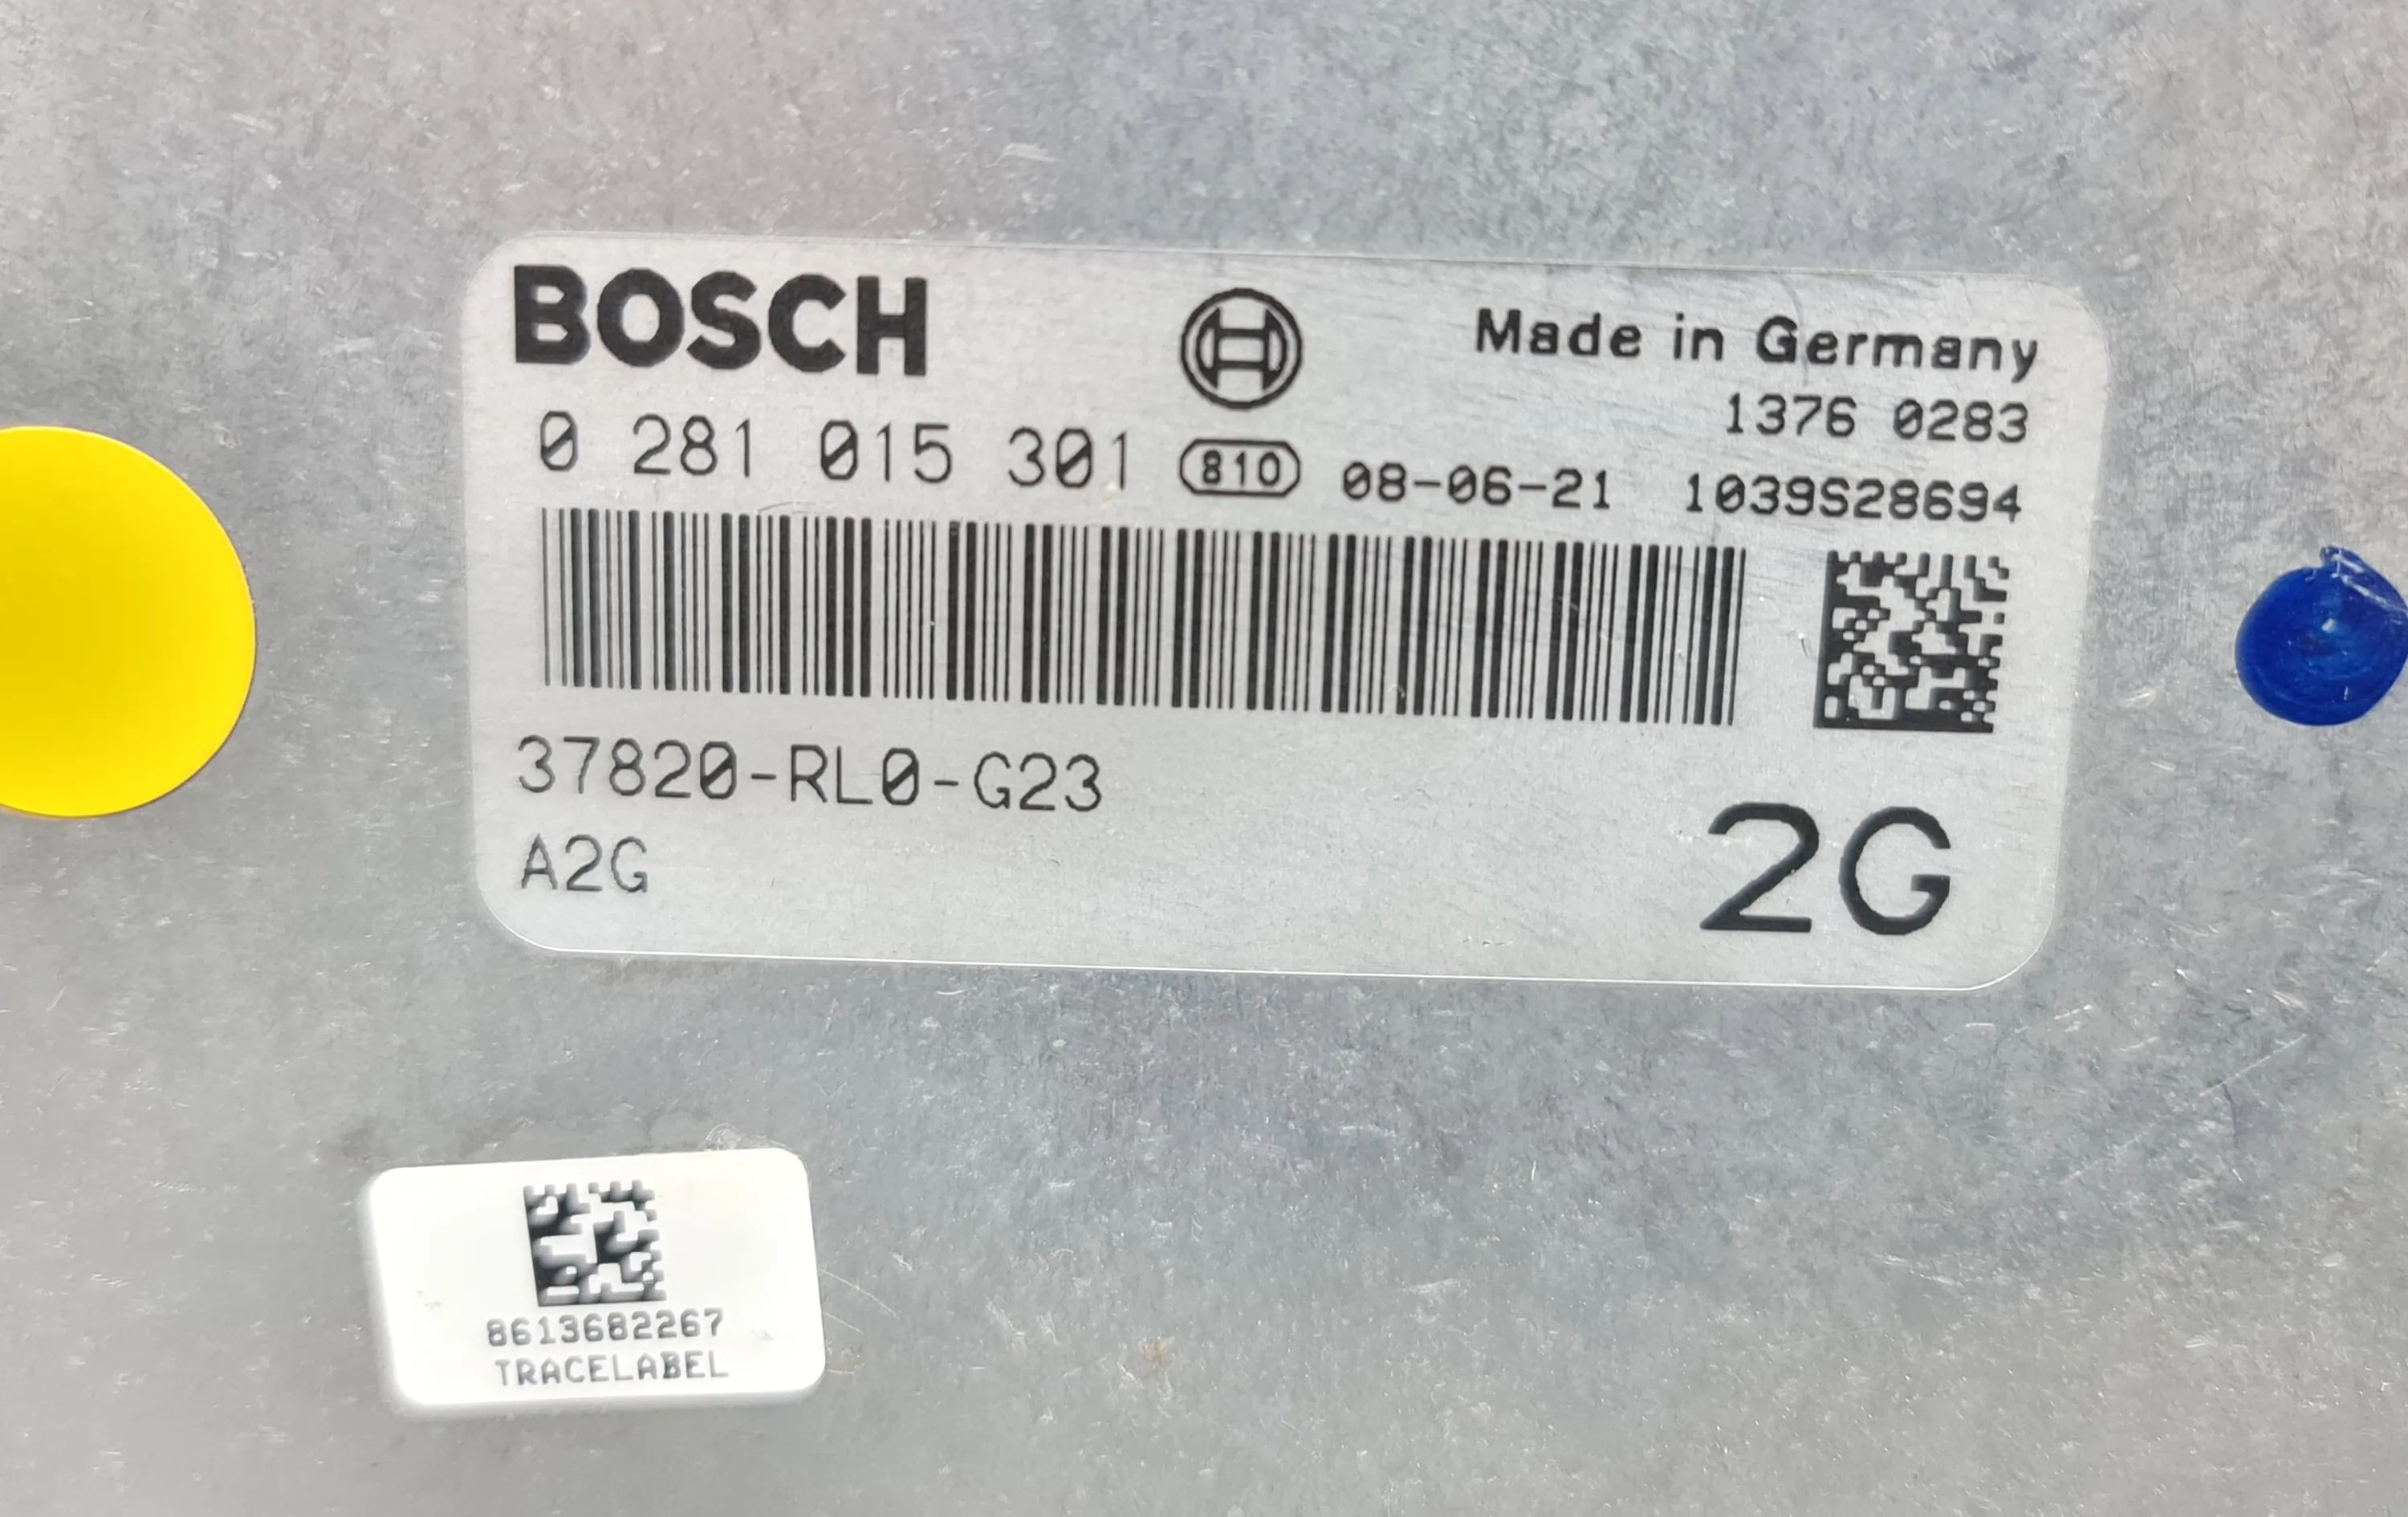 BOSCH
Made in Germany
1376 0283
0 281 015 301 810 08-06-21 1039S28694
37820-RL0-G23
A2G
2G
8613682267
TRACELABEL